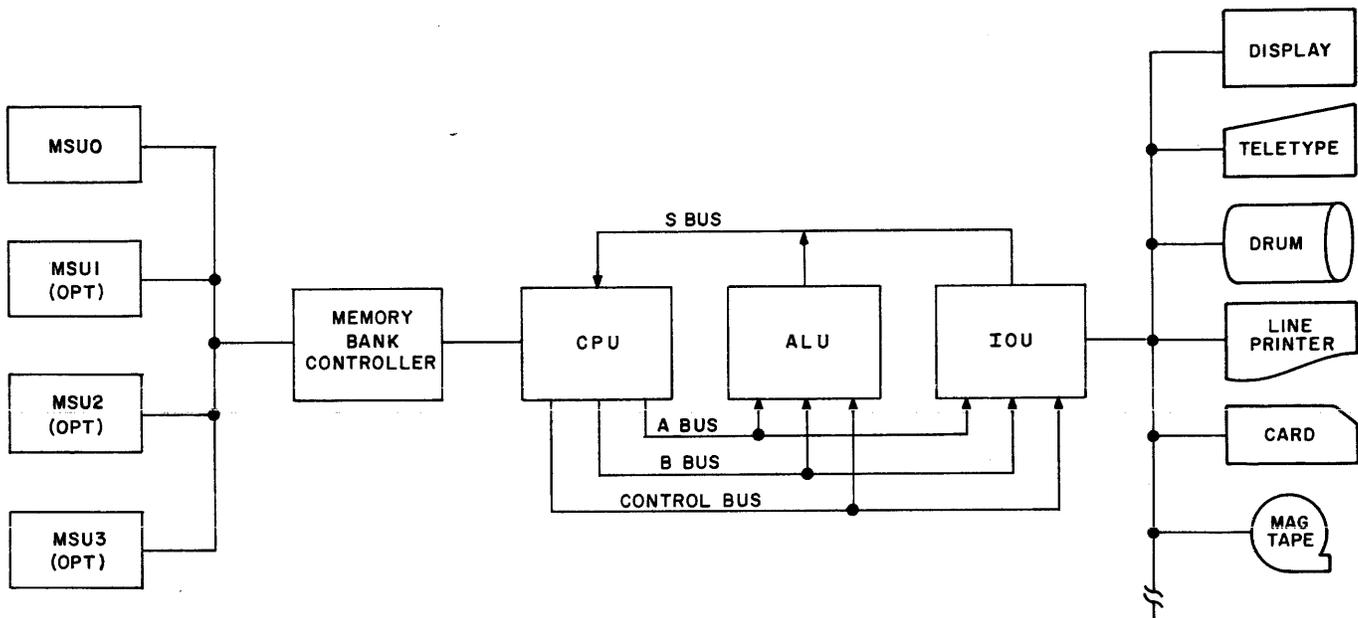 DISPLAY
MSU0
TELETYPE
S BUS
DRUM
MSU1
(OPT)
MEMORY
BANK
CONTROLLER
CPU
ALU
IOU
LINE
PRINTER
MSU2
(OPT)
A BUS
CARD
B BUS
CONTROL BUS
MSU3
(OPT)
MAG
TAPE